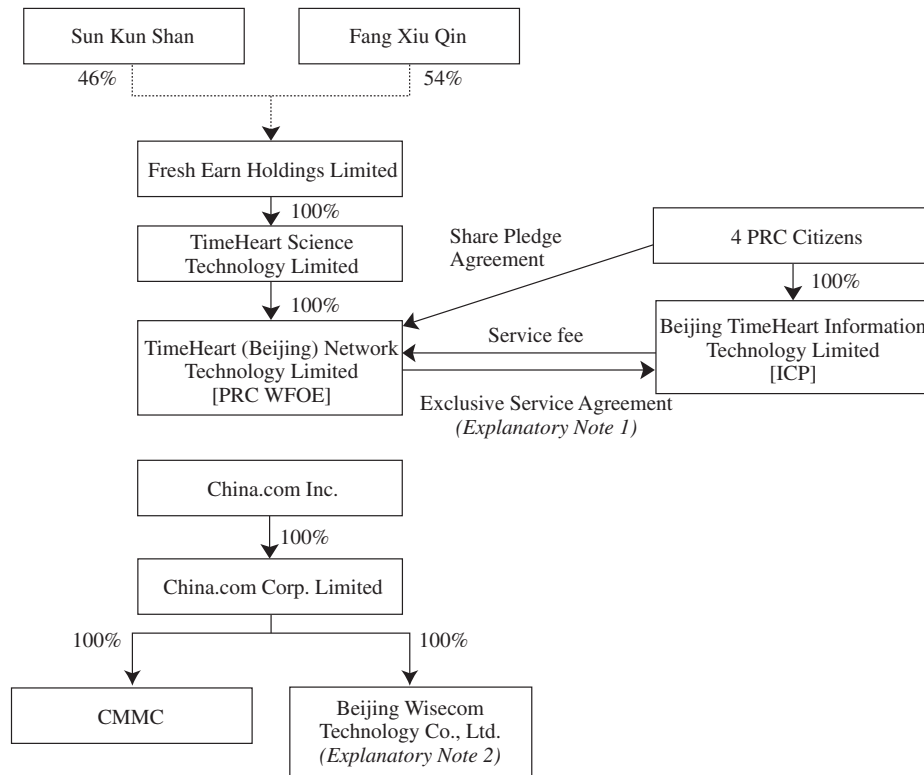 Sun Kun Shan
Fang Xiu Qin
46%
54%
Fresh Earn Holdings Limited
100%
TimeHeart Science
Technology Limited
Share Pledge
Agreement
4 PRC Citizens
100%
100%
TimeHeart (Beijing) Network
Technology Limited
[PRC WFOE]
Service fee
Beijing TimeHeart Information
Technology Limited
[ICP]
Exclusive Service Agreement
(Explanatory Note 1)
China.com Inc.
100%
China.com Corp. Limited
100%
100%
CMMC
Beijing Wisecom
Technology Co., Ltd.
(Explanatory Note 2)